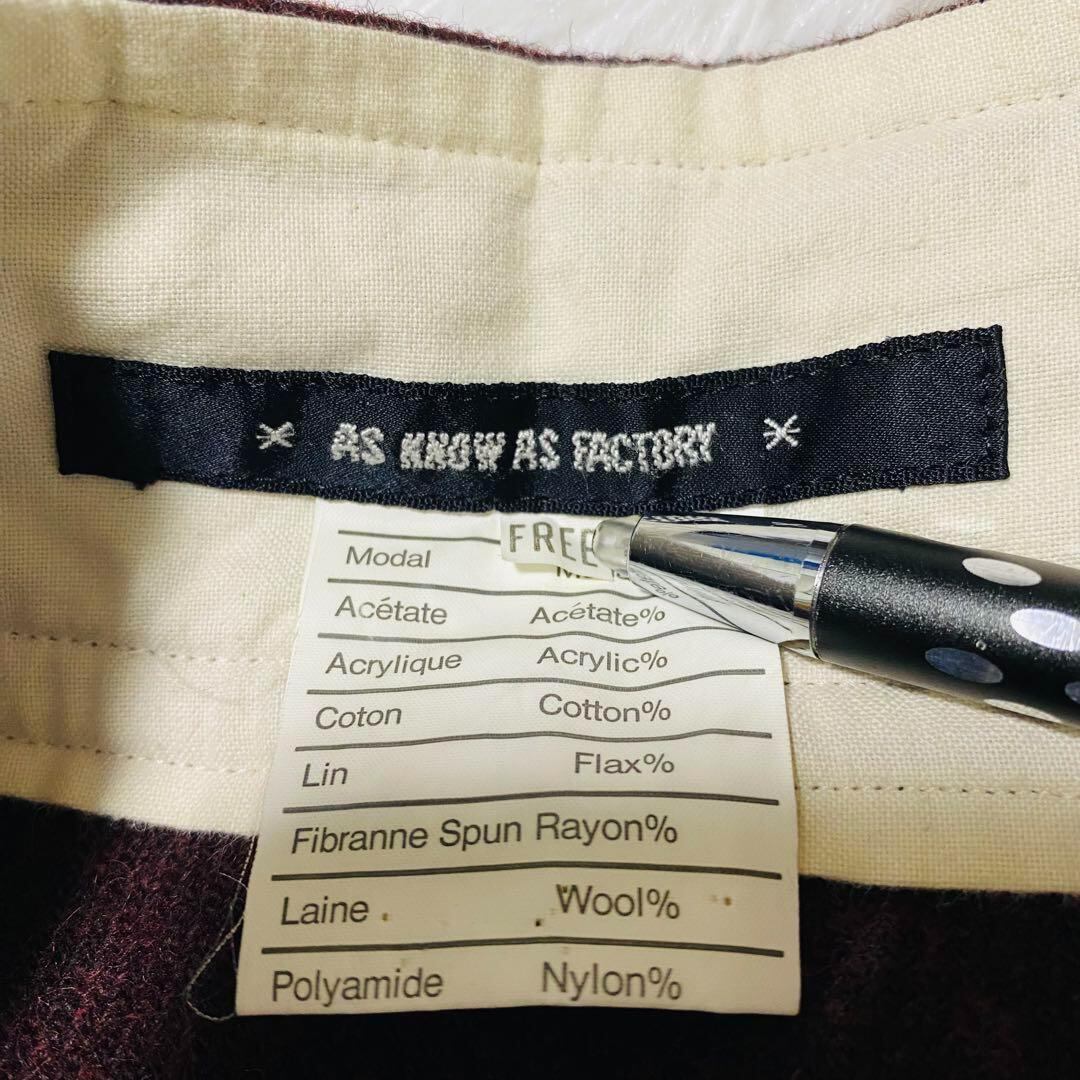 AS KNOW AS FACTORY
FREE
Modal
Acétate Acétate%
Acrylique Acrylic%
Coton Cotton%
Lin Flax%
Fibranne Spun Rayon%
Laine Wool%
Polyamide Nylon%